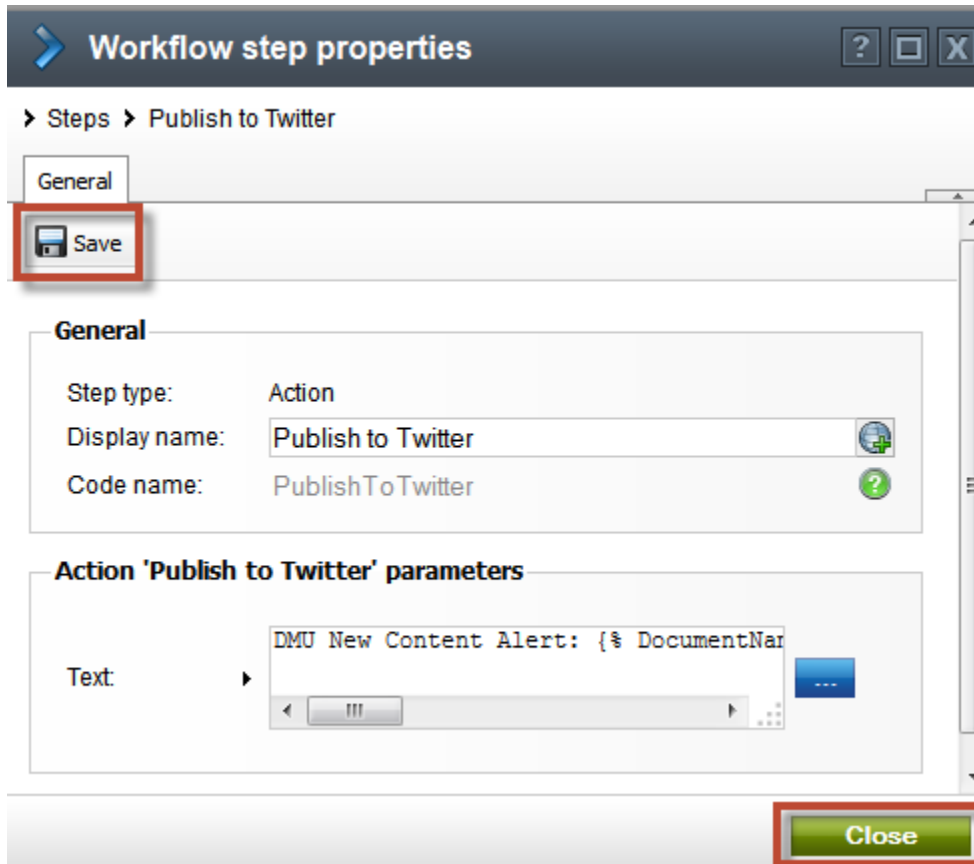 Workflow step properties
? X
Steps Publish to Twitter
General
Save
General
Step type: Action
Display name: Publish to Twitter
Code name: PublishToTwitter ?
Action 'Publish to Twitter' parameters
DMU New Content Alert: {% DocumentNam
Text: ...
Close